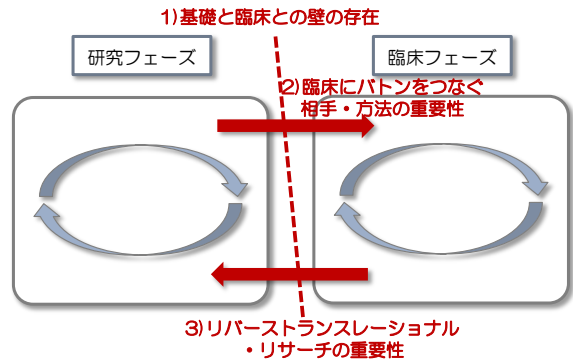 1)基礎と臨床との壁の存在
研究フェーズ
臨床フェーズ
2)臨床にバトンをつなぐ
相手・方法の重要性
3)リバーストランスレーショナル
・リサーチの重要性